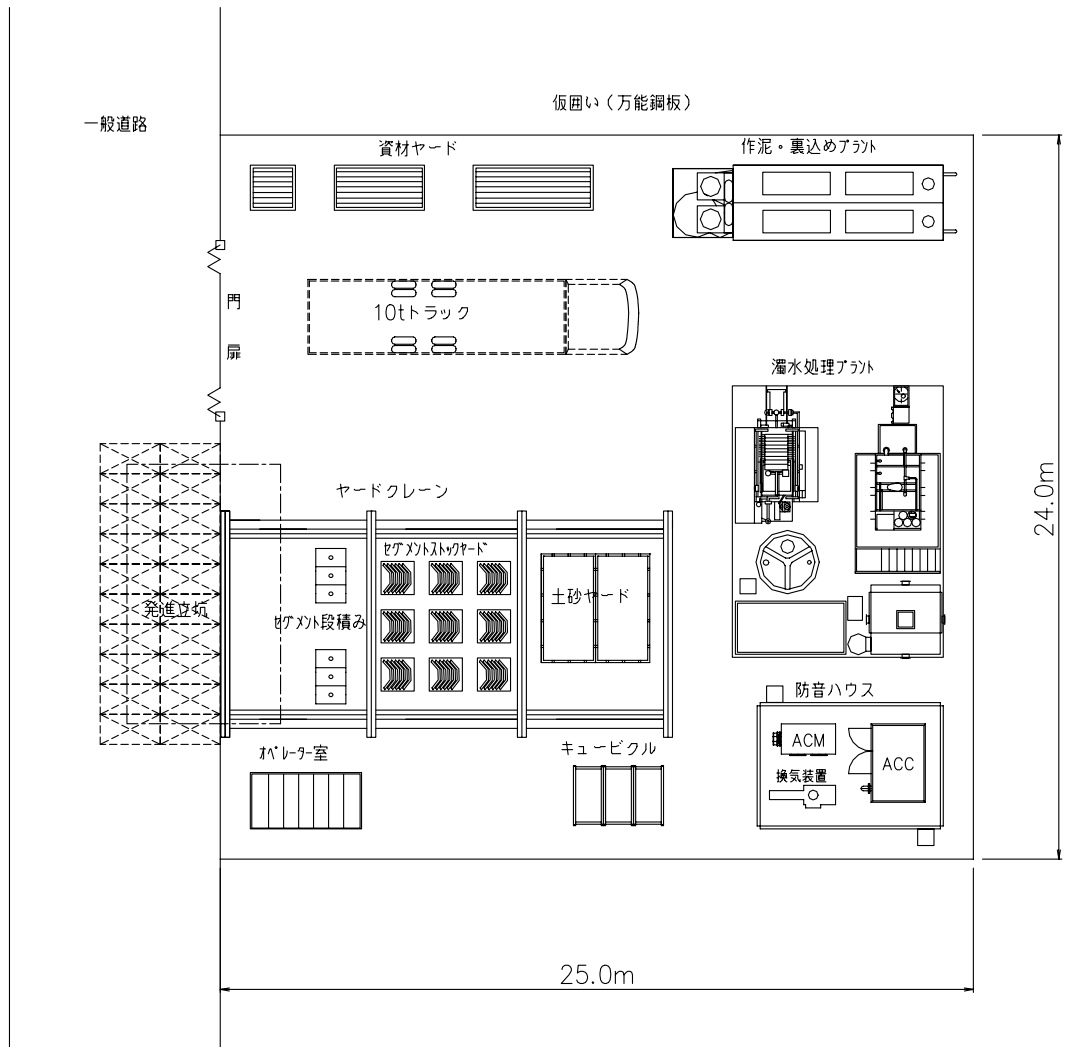 仮囲い（万能鋼板）
一般道路
資材ヤード
作泥・裏込めプラント
門
扉
10tトラック
濁水処理プラント
24.0m
ヤードクレーン
セグメントストックヤード
発進立坑
セグメント段積み
土砂ヤード
防音ハウス
オペレーター室
キュービクル
ACM
ACC
換気装置
25.0m